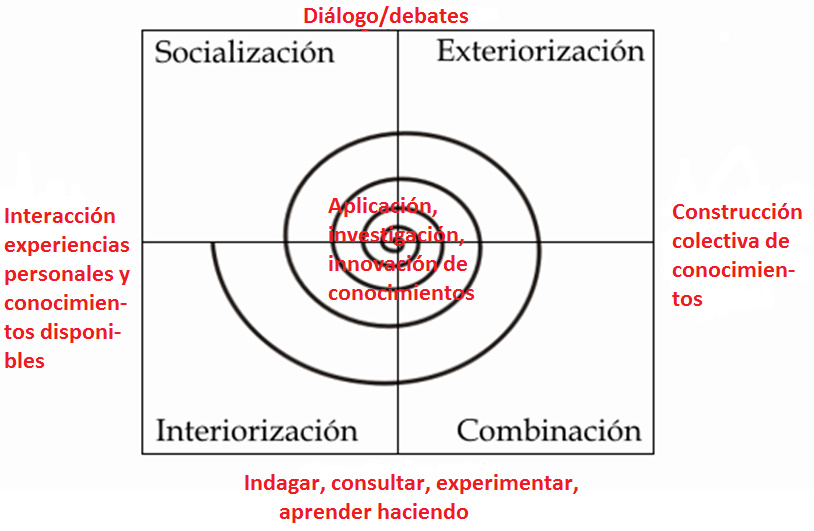 Diálogo/debates
Socialización
Exteriorización
Interacción
experiencias
personales y
conocimien-
tos disponi-
bles
Aplicación,
investigación,
innovación de
conocimientos
Construcción
colectiva de
conocimien-
tos
Interiorización
Combinación
Indagar, consultar, experimentar,
aprender haciendo